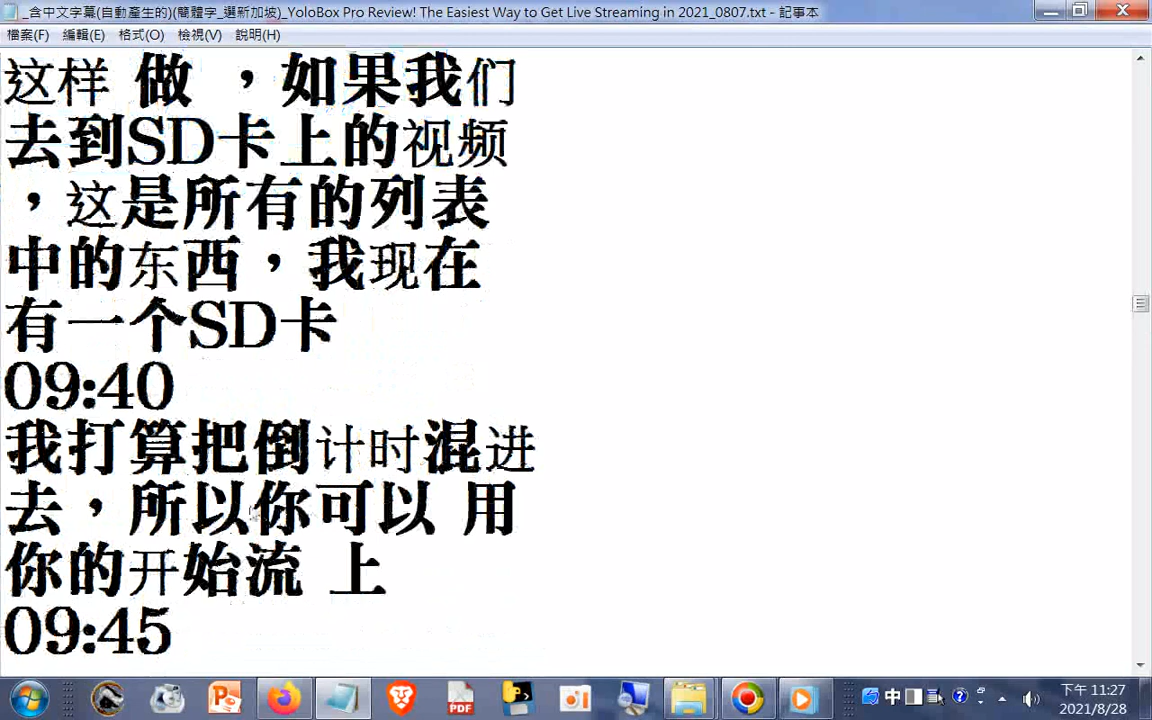 _含中文字幕(自動產生的)(簡體字_選新加坡)_YoloBox Pro Review! The Easiest Way to Get Live Streaming in 2021_0807.txt - 記事本
檔案(F) 編輯(E) 格式(O) 檢視(V) 說明(H)
这样 做 ，如果我们
去到SD卡上的视频
，这是所有的列表
中的东西，我现在
有一个SD卡
09:40
我打算把倒计时混进
去，所以你可以 用
你的开始流 上
09:45
PDF
中
下午 11:27
2021/8/28